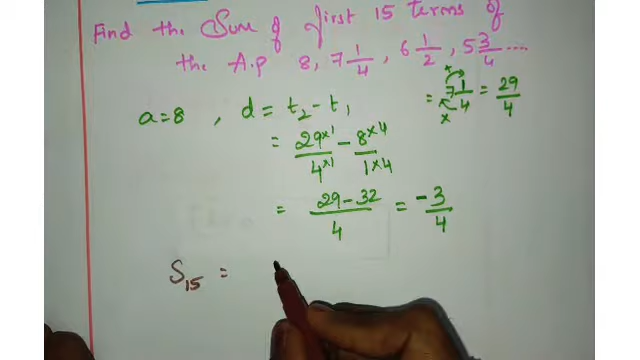 Find the Sum of first 15 terms of
the A.P 8, 7 1/4, 6 1/2, 5 3/4 ....
a=8 , d = t₂ - t₁ = 7 1/4 = 29/4
= 29×1/4×1 - 8×4/1×4
= 29-32/4 = -3/4
S₁₅ =